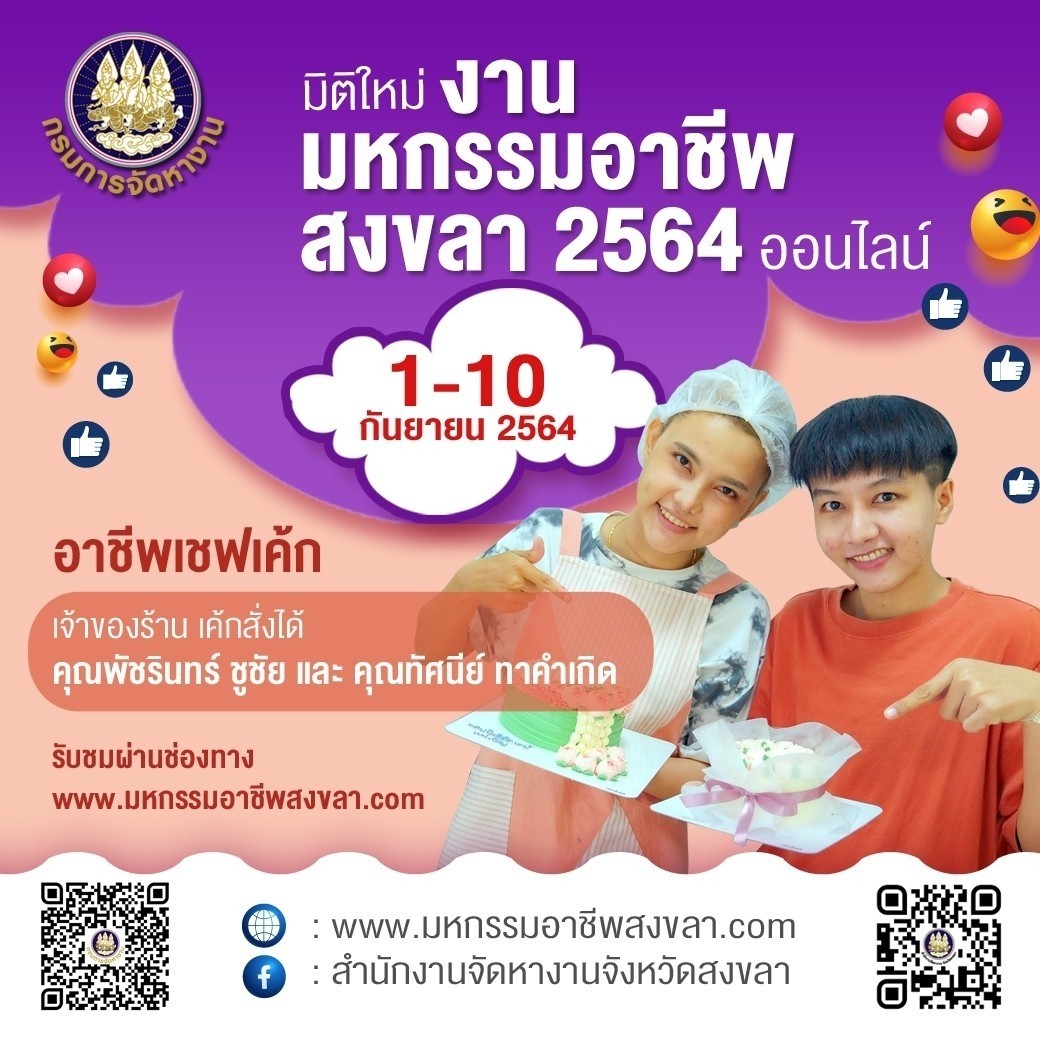 กรมการจัดหางาน
มิติใหม่ งาน
มหกรรมอาชีพ
สงขลา 2564 ออนไลน์
1-10
กันยายน 2564
อาชีพเชฟเค้ก
เจ้าของร้าน เค้กสั่งได้
คุณพัชรินทร์ ชูชัย และ คุณทัศนีย์ ทาคำเกิด
รับชมผ่านช่องทาง
www.มหกรรมอาชีพสงขลา.com
: www.มหกรรมอาชีพสงขลา.com
: สำนักงานจัดหางานจังหวัดสงขลา